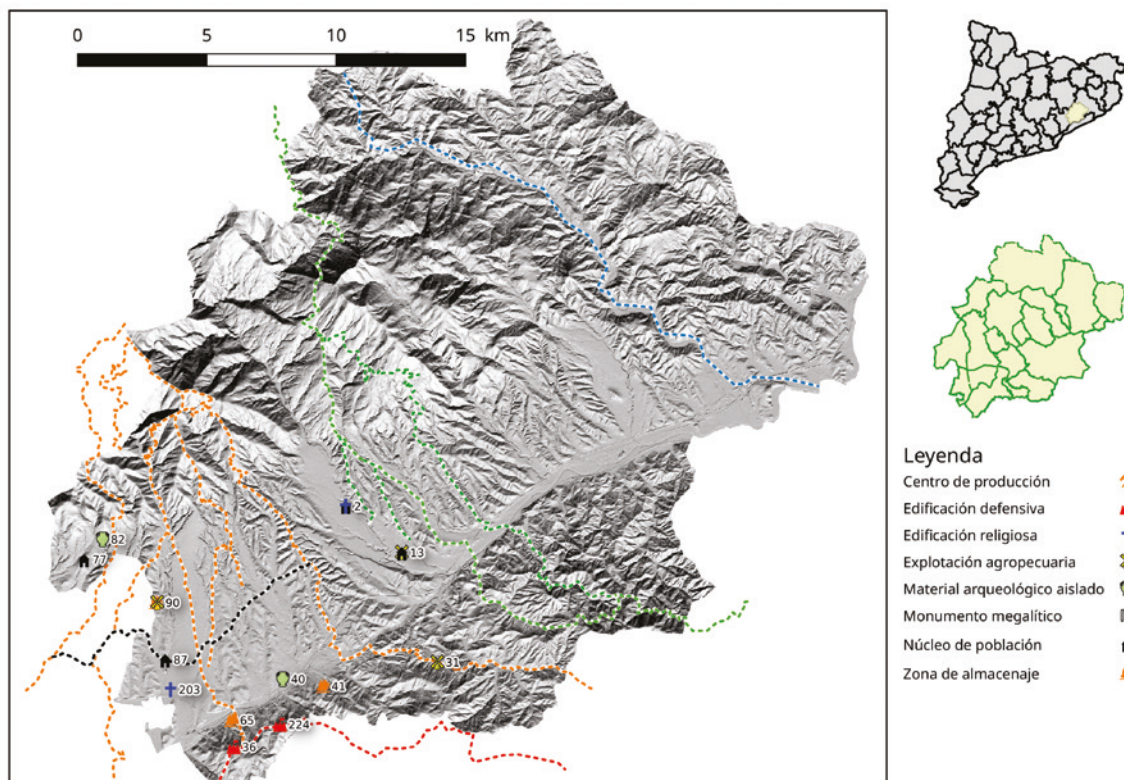 0 5 10 15 km
2
13
82
77
90
87
31
203
40
41
65
224
36
Leyenda
Centro de producción
Edificación defensiva
Edificación religiosa
Explotación agropecuaria
Material arqueológico aislado
Monumento megalítico
Núcleo de población
Zona de almacenaje